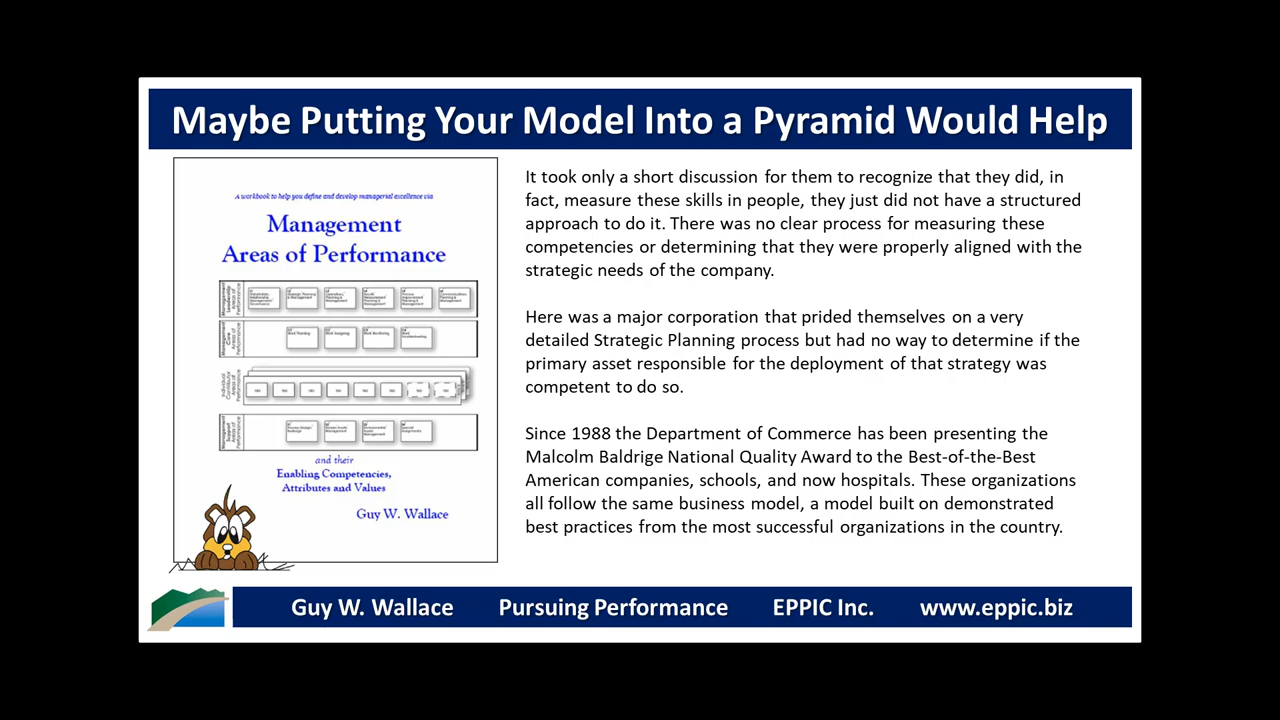 Maybe Putting Your Model Into a Pyramid Would Help
A workbook to help you define and develop managerial excellence via
Management
Areas of Performance
and their
Enabling Competencies,
Attributes and Values
Guy W. Wallace
It took only a short discussion for them to recognize that they did, in
fact, measure these skills in people, they just did not have a structured
approach to do it. There was no clear process for measuring these
competencies or determining that they were properly aligned with the
strategic needs of the company.
Here was a major corporation that prided themselves on a very
detailed Strategic Planning process but had no way to determine if the
primary asset responsible for the deployment of that strategy was
competent to do so.
Since 1988 the Department of Commerce has been presenting the
Malcolm Baldrige National Quality Award to the Best-of-the-Best
American companies, schools, and now hospitals. These organizations
all follow the same business model, a model built on demonstrated
best practices from the most successful organizations in the country.
Guy W. Wallace Pursuing Performance EPPIC Inc. www.eppic.biz